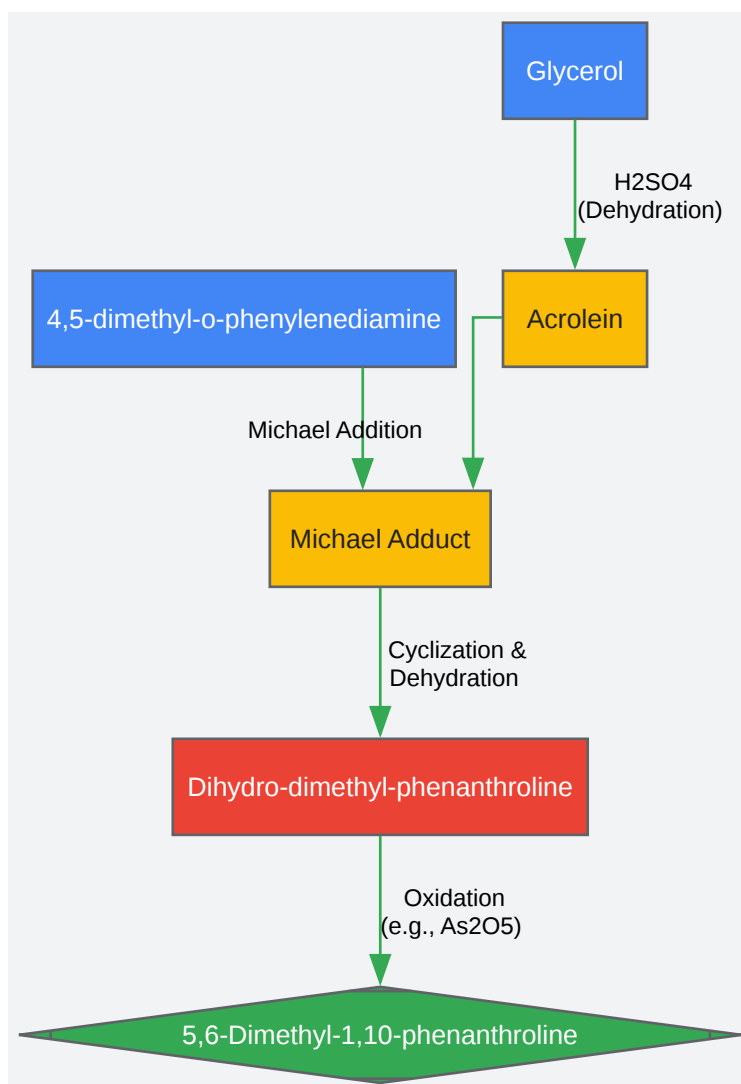 Glycerol
H2SO4
(Dehydration)
4,5-dimethyl-o-phenylenediamine
Acrolein
Michael Addition
Michael Adduct
Cyclization &
Dehydration
Dihydro-dimethyl-phenanthroline
Oxidation
(e.g., As2O5)
5,6-Dimethyl-1,10-phenanthroline